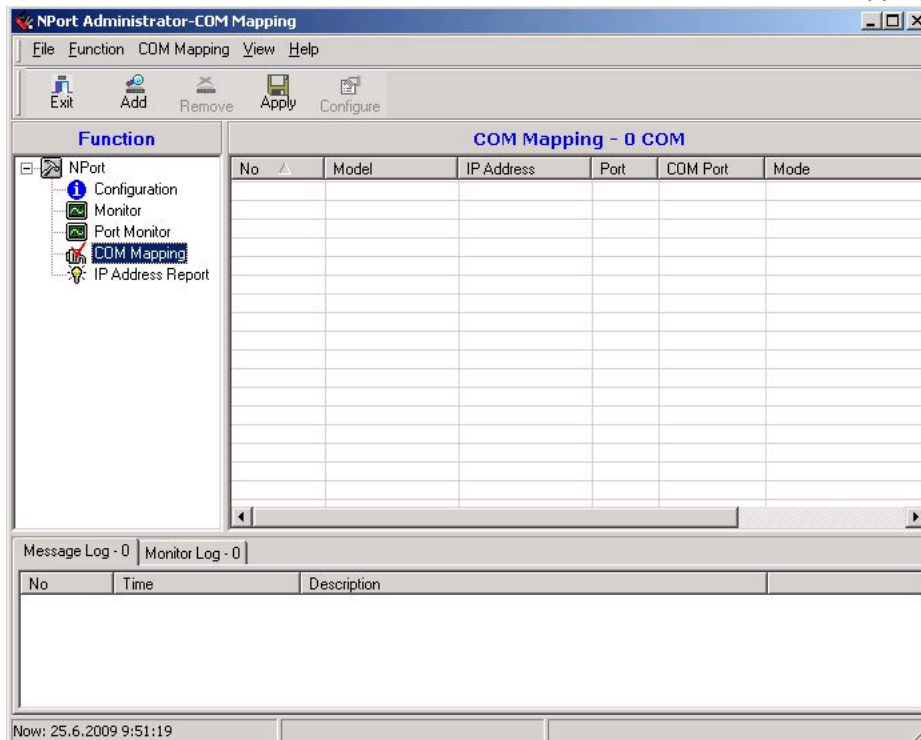 NPort Administrator-COM Mapping
File Function COM Mapping View Help
Exit Add Remove Apply Configure
Function
COM Mapping - 0 COM
No Model IP Address Port COM Port Mode
NPort
Configuration
Monitor
Port Monitor
COM Mapping
IP Address Report
Message Log - 0 Monitor Log - 0
No Time Description
Now: 25.6.2009 9:51:19